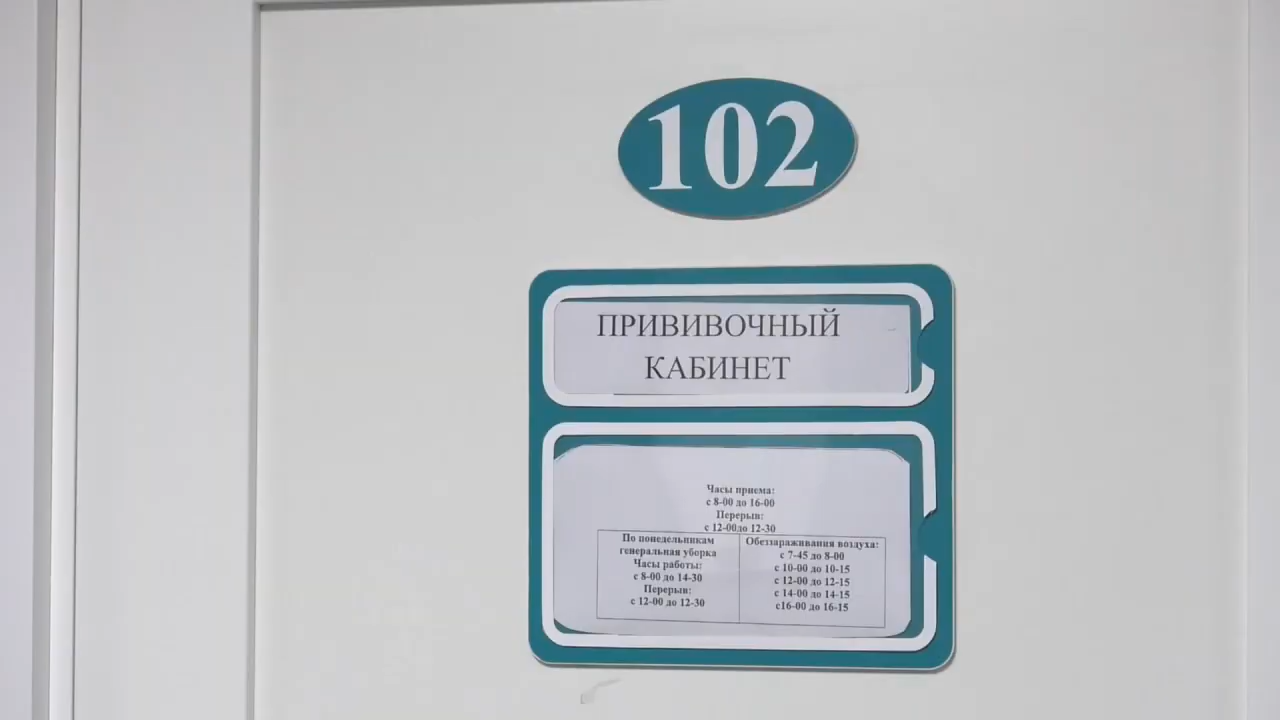 102
ПРИВИВОЧНЫЙ
КАБИНЕТ
Часы приема:
с 8-00 до 16-00
Перерыв:
с 12-00до 12-30
По понедельникам
генеральная уборка
Часы работы:
с 8-00 до 14-30
Перерыв:
с 12-00 до 12-30
Обеззараживания воздуха:
с 7-45 до 8-00
с 10-00 до 10-15
с 12-00 до 12-15
с 14-00 до 14-15
с16-00 до 16-15